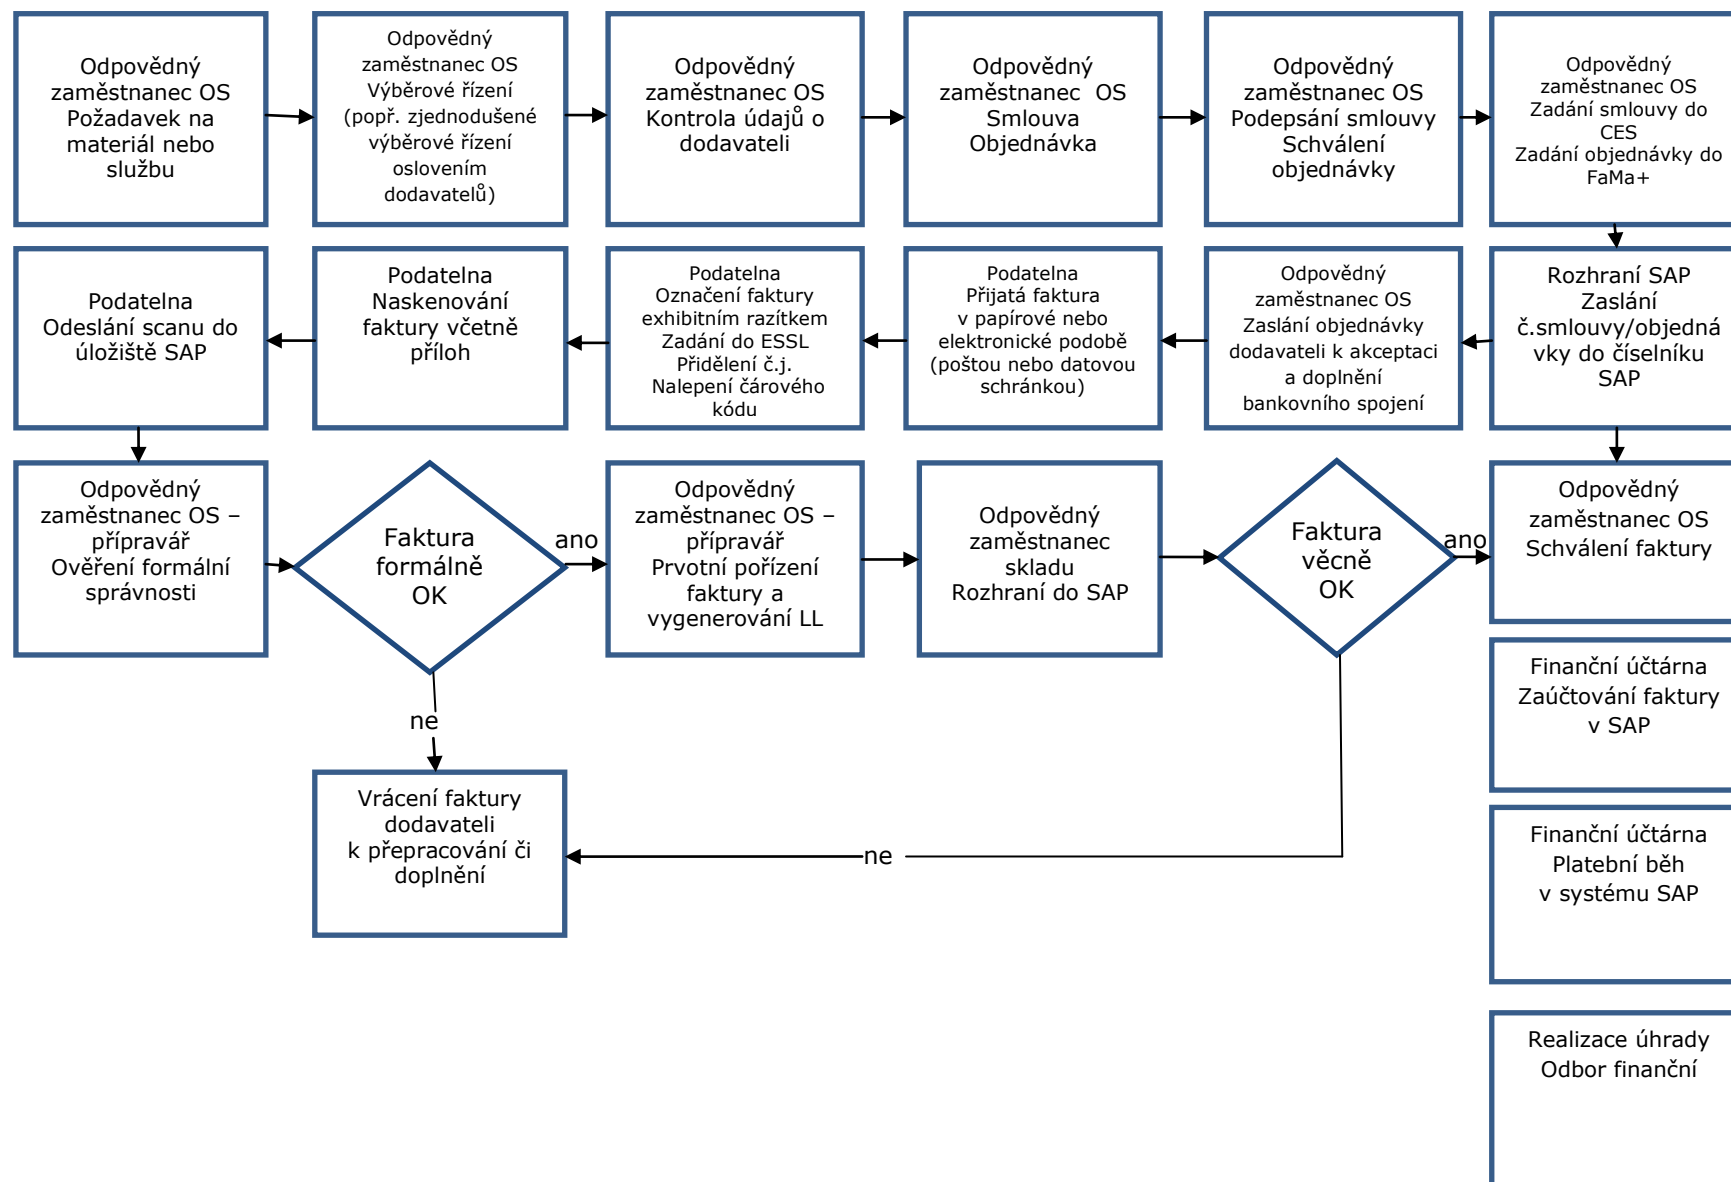 Odpovědný
zaměstnanec OS
Požadavek na
materiál nebo
službu
Odpovědný
zaměstnanec OS
Výběrové řízení
(popř. zjednodušené
výběrové řízení
oslovením
dodavatelů)
Odpovědný
zaměstnanec OS
Kontrola údajů o
dodavateli
Odpovědný
zaměstnanec OS
Smlouva
Objednávka
Odpovědný
zaměstnanec OS
Podepsání smlouvy
Schválení
objednávky
Odpovědný
zaměstnanec OS
Zadání smlouvy do
CES
Zadání objednávky do
FaMa+
Rozhraní SAP
Zaslání
č.smlouvy/objedná
vky do číselníku
SAP
Odpovědný
zaměstnanec OS
Zaslání objednávky
dodavateli k akceptaci
a doplnění
bankovního spojení
Podatelna
Přijatá faktura
v papírové nebo
elektronické podobě
(poštou nebo datovou
schránkou)
Podatelna
Označení faktury
exhibitním razítkem
Zadání do ESSL
Přidělení č.j.
Nalepení čárového
kódu
Podatelna
Naskenování
faktury včetně
příloh
Podatelna
Odeslání scanu do
úložiště SAP
Odpovědný
zaměstnanec OS –
přípravář
Ověření formální
správnosti
Faktura
formálně
OK
ano
Odpovědný
zaměstnanec OS –
přípravář
Prvotní pořízení
faktury a
vygenerování LL
Odpovědný
zaměstnanec
skladu
Rozhraní do SAP
Faktura
věcně
OK
ano
Odpovědný
zaměstnanec OS
Schválení faktury
Finanční účtárna
Zaúčtování faktury
v SAP
ne
Vrácení faktury
dodavateli
k přepracování či
doplnění
ne
Finanční účtárna
Platební běh
v systému SAP
Realizace úhrady
Odbor finanční